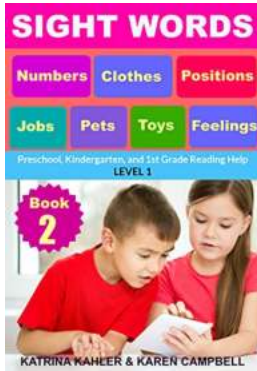 SIGHT WORDS
Numbers Clothes Positions
Jobs Pets Toys Feelings
Preschool, Kindergarten, and 1st Grade Reading Help
LEVEL 1
Book
2
KATRINA KAHLER & KAREN CAMPBELL